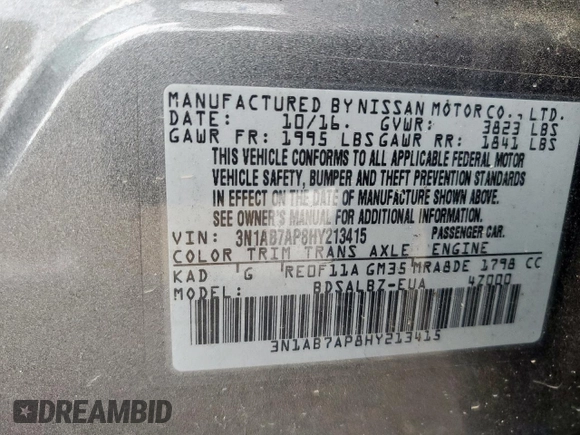 MANUFACTURED BY NISSAN MOTOR CO., LTD.
DATE: 10/16. GVWR: 3823 LBS
GAWR FR: 1995 LBS GAWR RR: 1841 LBS
THIS VEHICLE CONFORMS TO ALL APPLICABLE FEDERAL MOTOR
VEHICLE SAFETY, BUMPER AND THEFT PREVENTION STANDARDS
IN EFFECT ON THE DATE OF MANUFACTURE SHOWN ABOVE.
SEE OWNER'S MANUAL FOR ADDITIONAL INFORMATION.
VIN: 3N1AB7AP8HY213415 PASSENGER CAR.
COLOR TRIM TRANS AXLE ENGINE
KAD G RE0F11A GM35 MRA8DE 1798 CC
MODEL: BDSALBZ-EUA 47000
3N1AB7AP8HY213415
DREAMBID